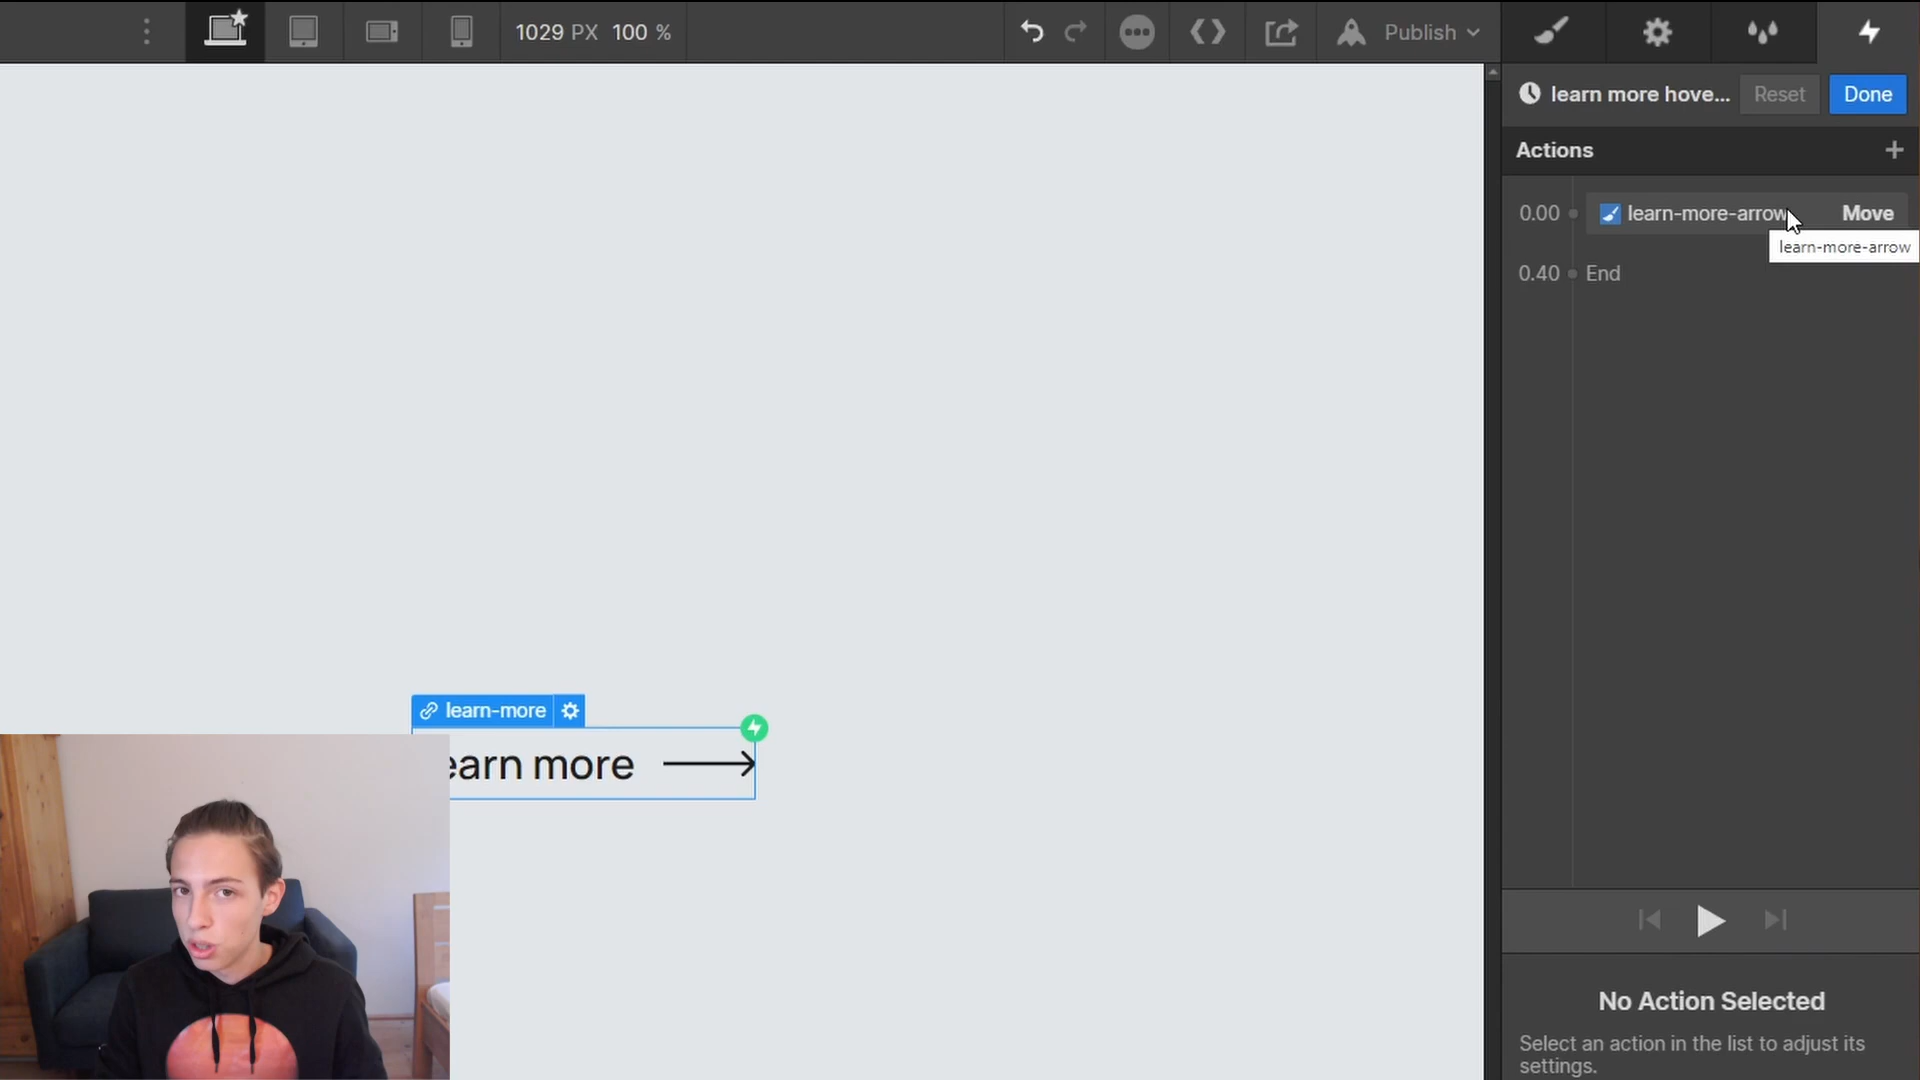 1029 PX 100 %
Publish
learn more hove...
Reset
Done
Actions
0.00
learn-more-arrow
Move
learn-more-arrow
0.40
End
learn-more
earn more
No Action Selected
Select an action in the list to adjust its
settings.